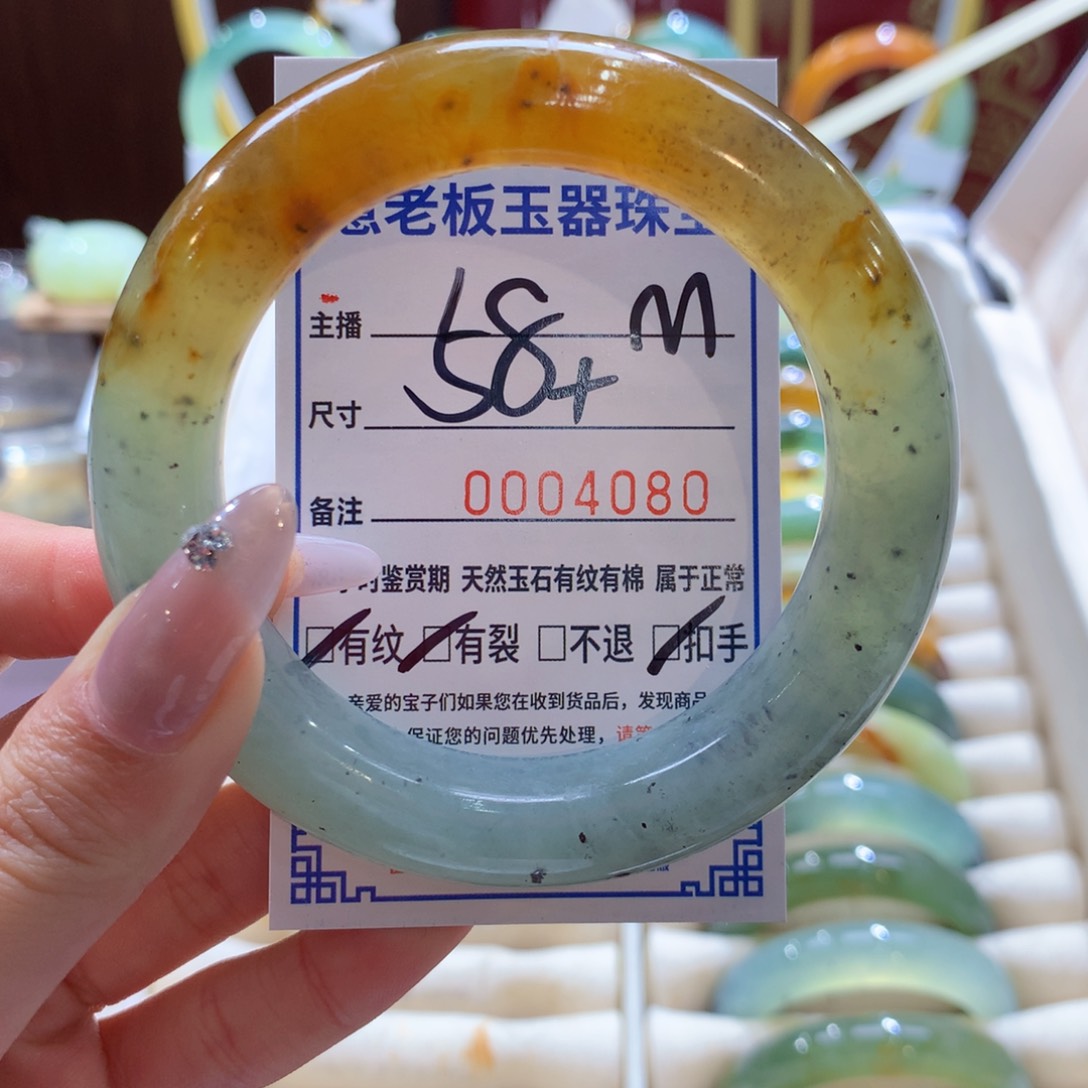 老板玉器珠宝
主播 M
尺寸 58+
备注 0004080
鉴赏期 天然玉石有纹有棉 属于正常
□有纹 □有裂 □不退 □扣手
亲爱的宝子们如果您在收到货品后，发现商品
保证您的问题优先处理，请